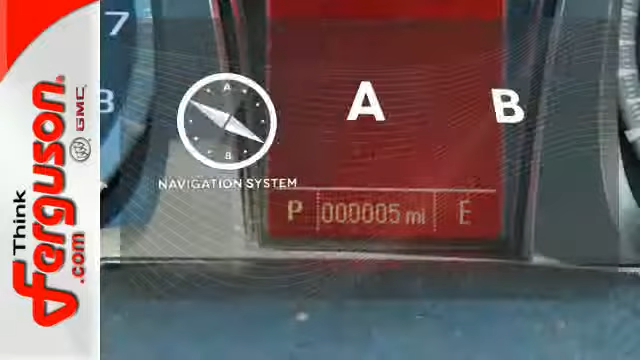 Think
Ferguson
.com
GMC
7
8
A
B
A
B
NAVIGATION SYSTEM
P 000005 mi E